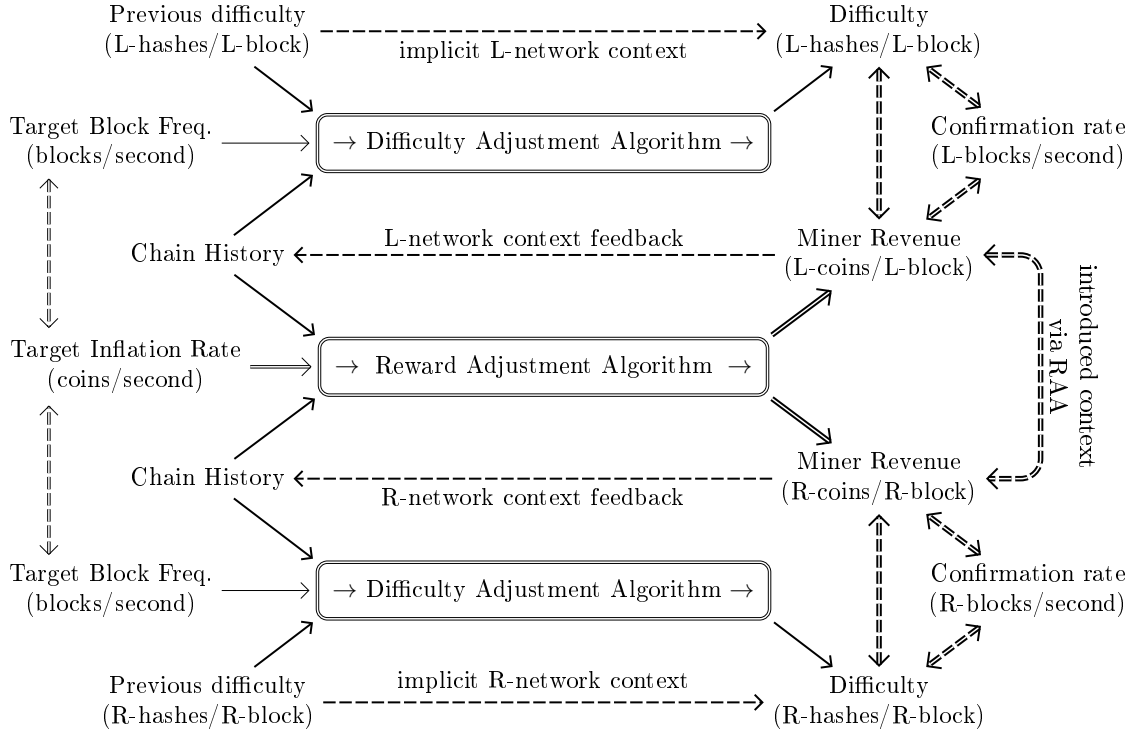 Previous difficulty
(L-hashes/L-block)
implicit L-network context
Difficulty
(L-hashes/L-block)
Target Block Freq.
(blocks/second)
→ Difficulty Adjustment Algorithm →
Confirmation rate
(L-blocks/second)
Chain History
L-network context feedback
Miner Revenue
(L-coins/L-block)
introduced context
via RAA
Target Inflation Rate
(coins/second)
→ Reward Adjustment Algorithm →
Chain History
R-network context feedback
Miner Revenue
(R-coins/R-block)
Target Block Freq.
(blocks/second)
→ Difficulty Adjustment Algorithm →
Confirmation rate
(R-blocks/second)
Previous difficulty
(R-hashes/R-block)
implicit R-network context
Difficulty
(R-hashes/R-block)